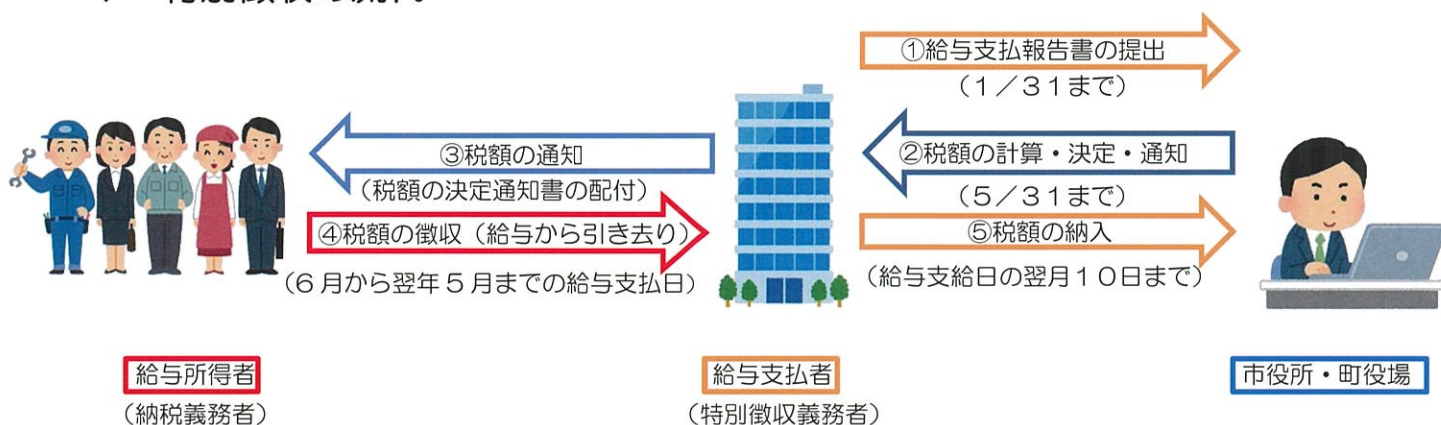 ①給与支払報告書の提出
（１／３１まで）
②税額の計算・決定・通知
（５／３１まで）
③税額の通知
（税額の決定通知書の配付）
④税額の徴収（給与から引き去り）
（６月から翌年５月までの給与支払日）
⑤税額の納入
（給与支給日の翌月１０日まで）
給与所得者
（納税義務者）
給与支払者
（特別徴収義務者）
市役所・町役場